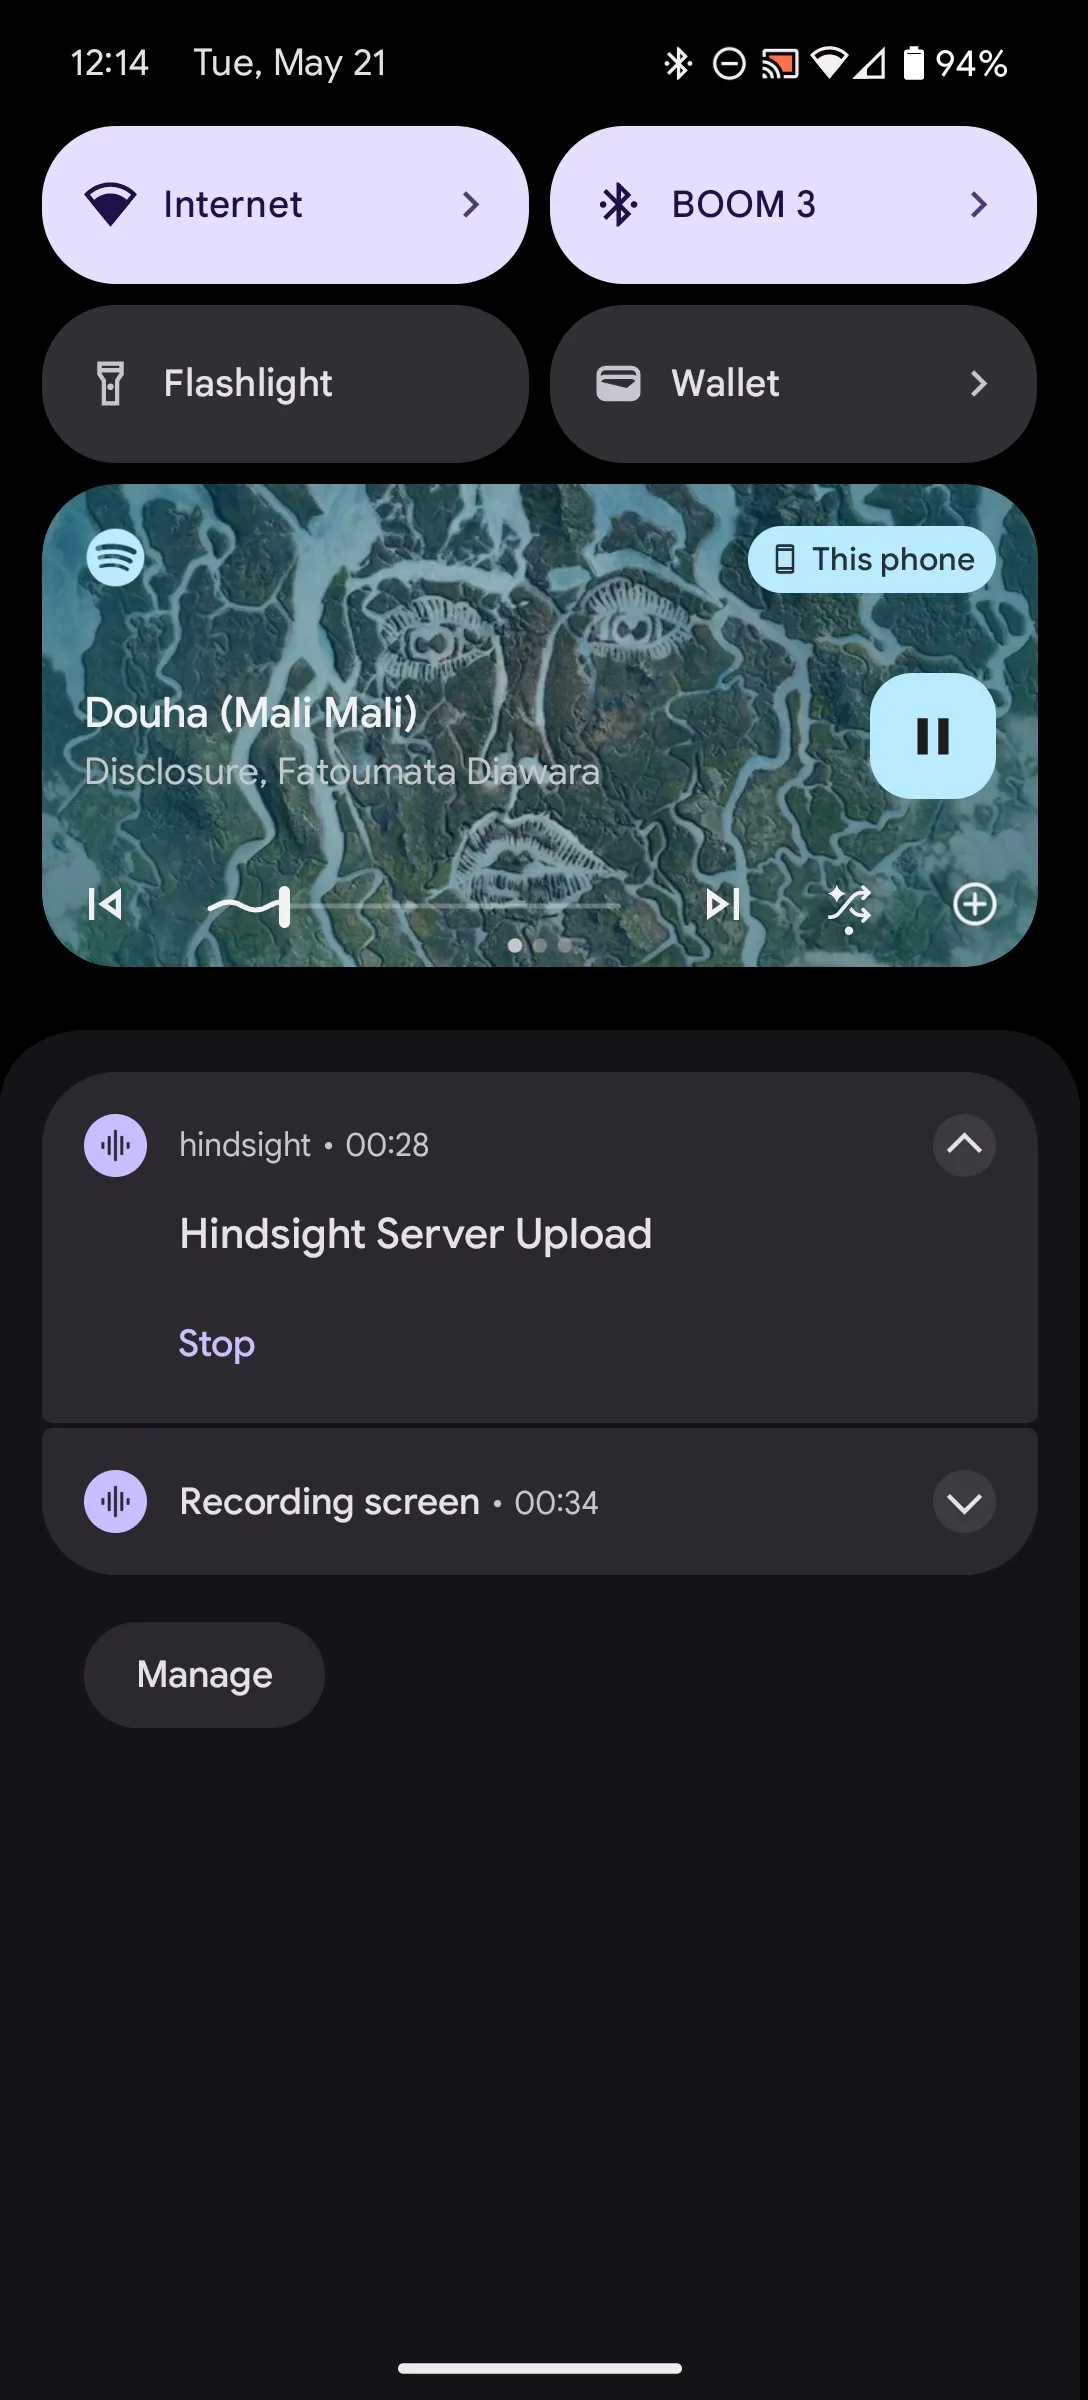 12:14 Tue, May 21 94%
Internet
BOOM 3
Flashlight
Wallet
This phone
Douha (Mali Mali)
Disclosure, Fatoumata Diawara
hindsight • 00:28
Hindsight Server Upload
Stop
Recording screen • 00:34
Manage